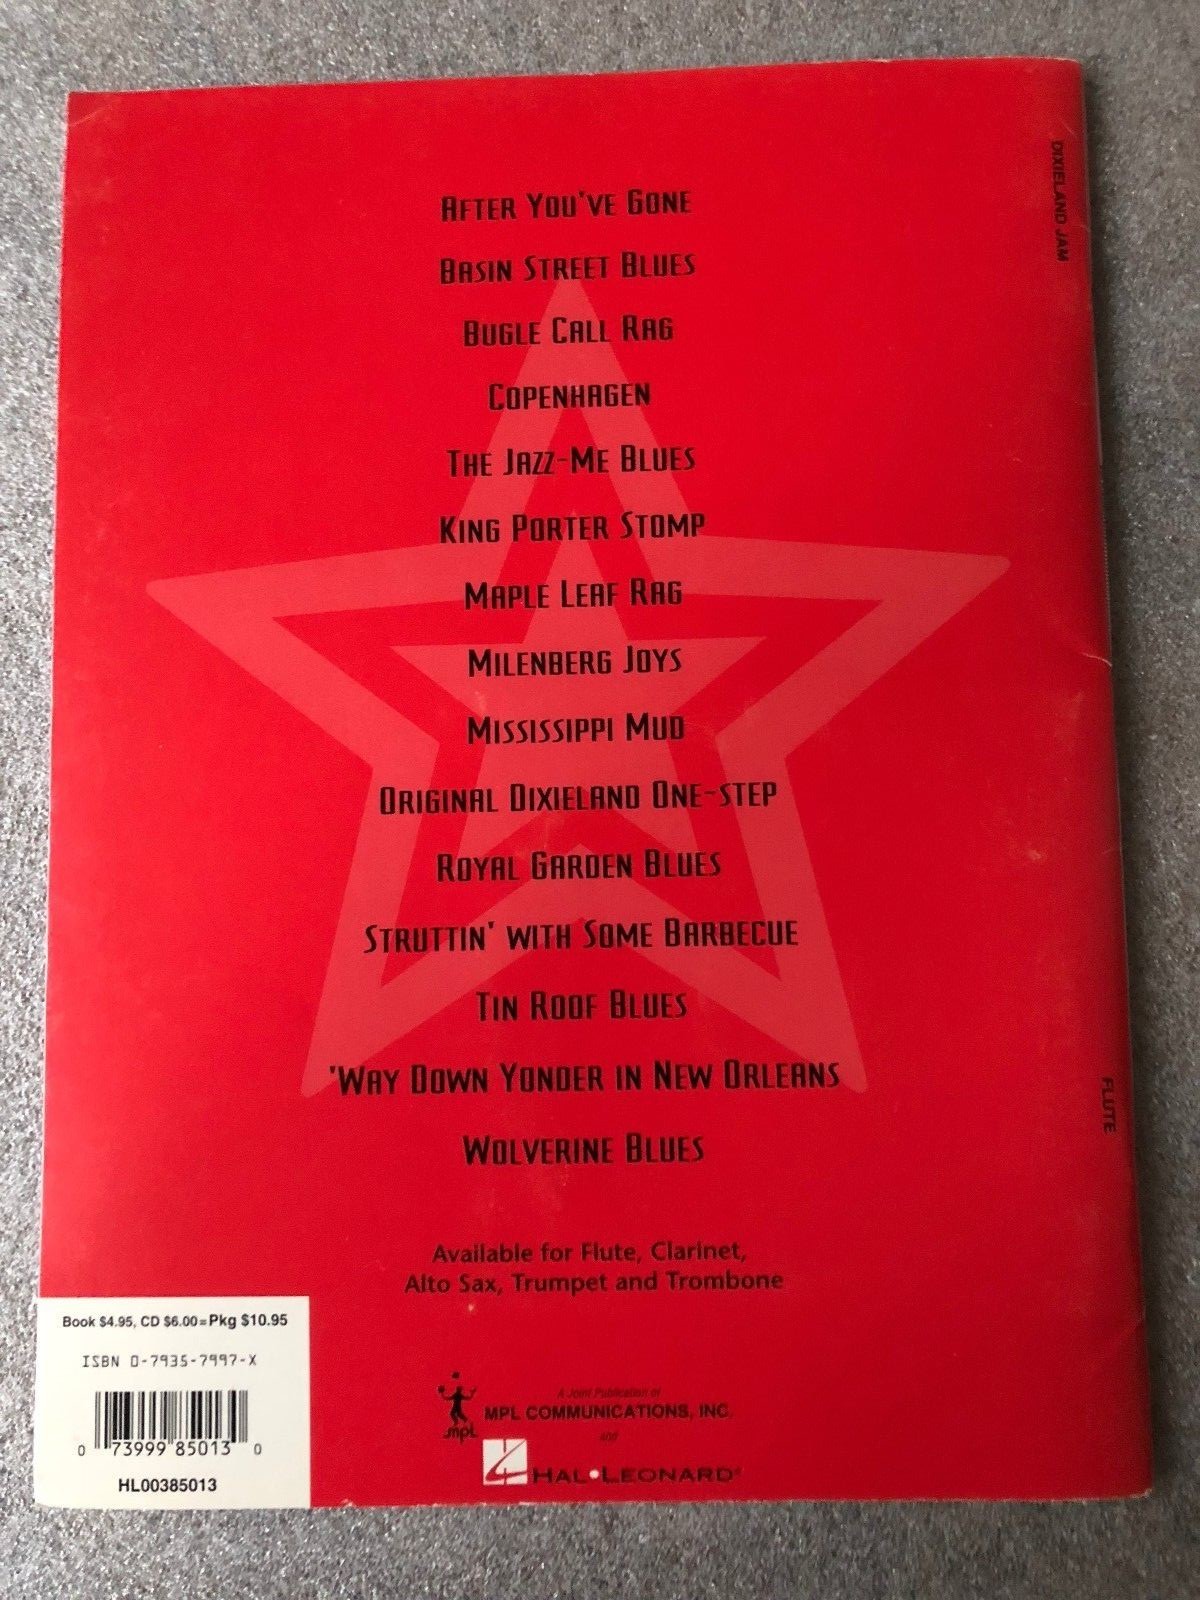 DIXIELAND JAM
AFTER YOU'VE GONE
BASIN STREET BLUES
BUGLE CALL RAG
COPENHAGEN
THE JAZZ-ME BLUES
KING PORTER STOMP
MAPLE LEAF RAG
MILENBERG JOYS
MISSISSIPPI MUD
ORIGINAL DIXIELAND ONE-STEP
ROYAL GARDEN BLUES
STRUTTIN' WITH SOME BARBECUE
TIN ROOF BLUES
'WAY DOWN YONDER IN NEW ORLEANS
WOLVERINE BLUES
FLUTE
Available for Flute, Clarinet,
Alto Sax, Trumpet and Trombone
Book $4.95, CD $6.00=Pkg $10.95
ISBN 0-7935-7997-X
0 73999 85013 0
HL00385013
A Joint Publication of
mpl MPL COMMUNICATIONS, INC.
and
HAL•LEONARD®